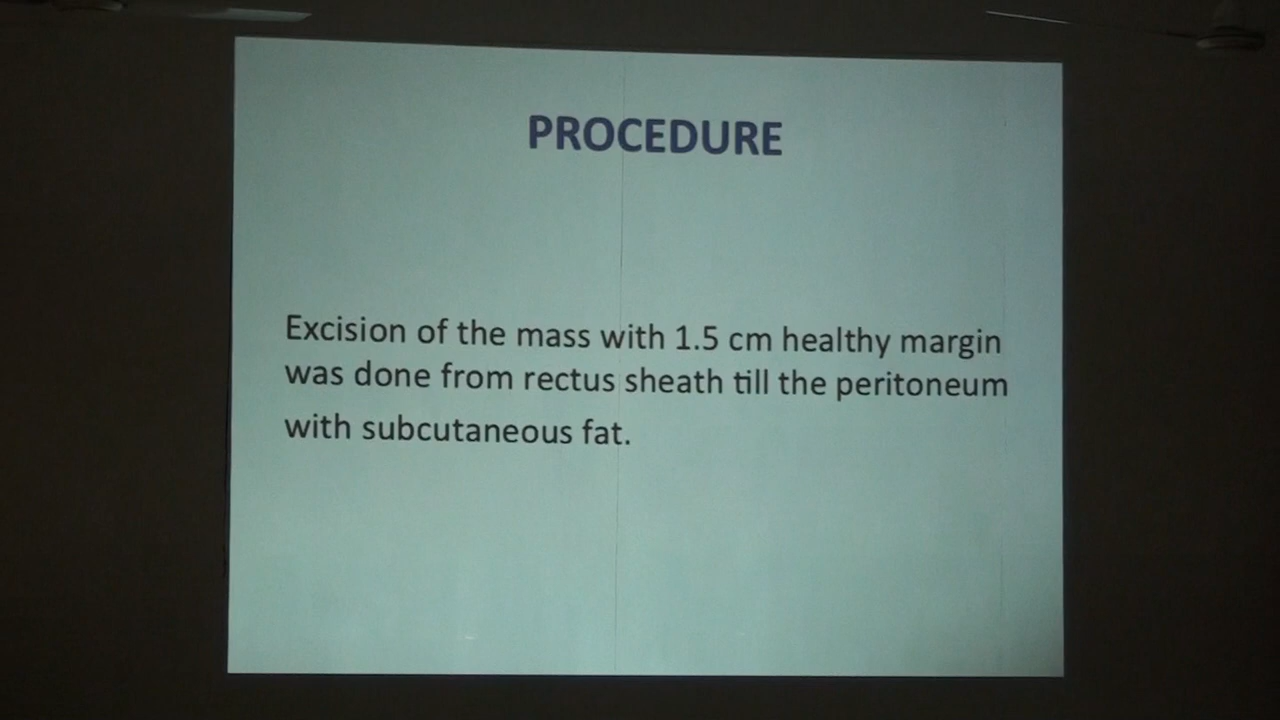 PROCEDURE
Excision of the mass with 1.5 cm healthy margin
was done from rectus sheath till the peritoneum
with subcutaneous fat.